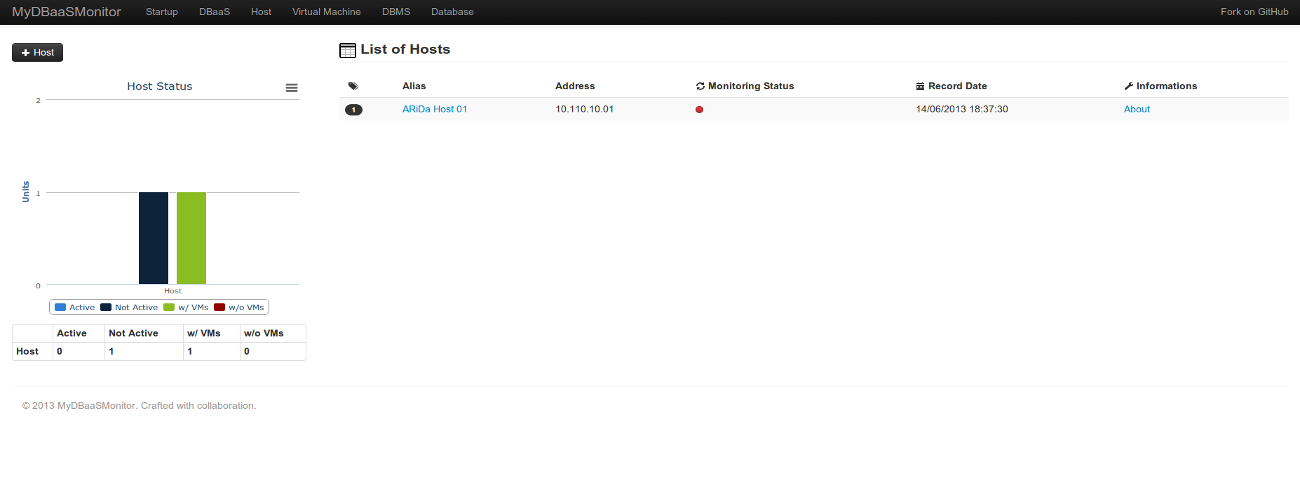 MyDBaaSMonitor Startup DBaaS Host Virtual Machine DBMS Database Fork on GitHub
+ Host
Host Status
2
Units
1
0
Host
Active Not Active w/ VMs w/o VMs
Active Not Active w/ VMs w/o VMs
Host 0 1 1 0
List of Hosts
Alias Address Monitoring Status Record Date Informations
1 ARiDa Host 01 10.110.10.01 14/06/2013 18:37:30 About
© 2013 MyDBaaSMonitor. Crafted with collaboration.